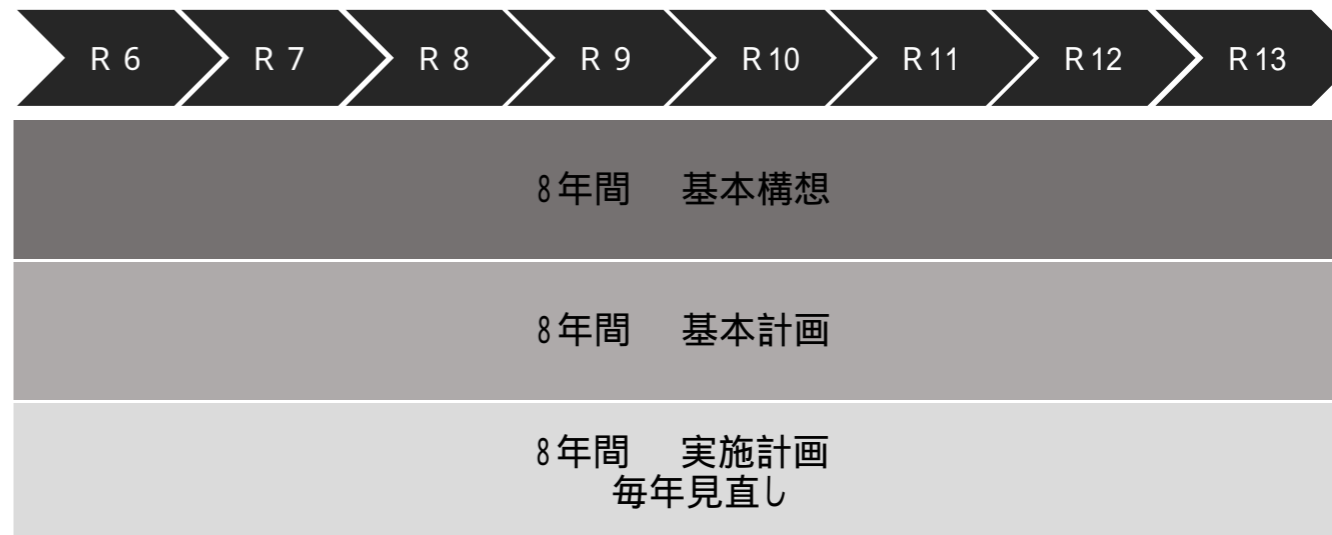 R 6 R 7 R 8 R 9 R10 R11 R12 R13
8年間　基本構想
8年間　基本計画
8年間　実施計画
毎年見直し